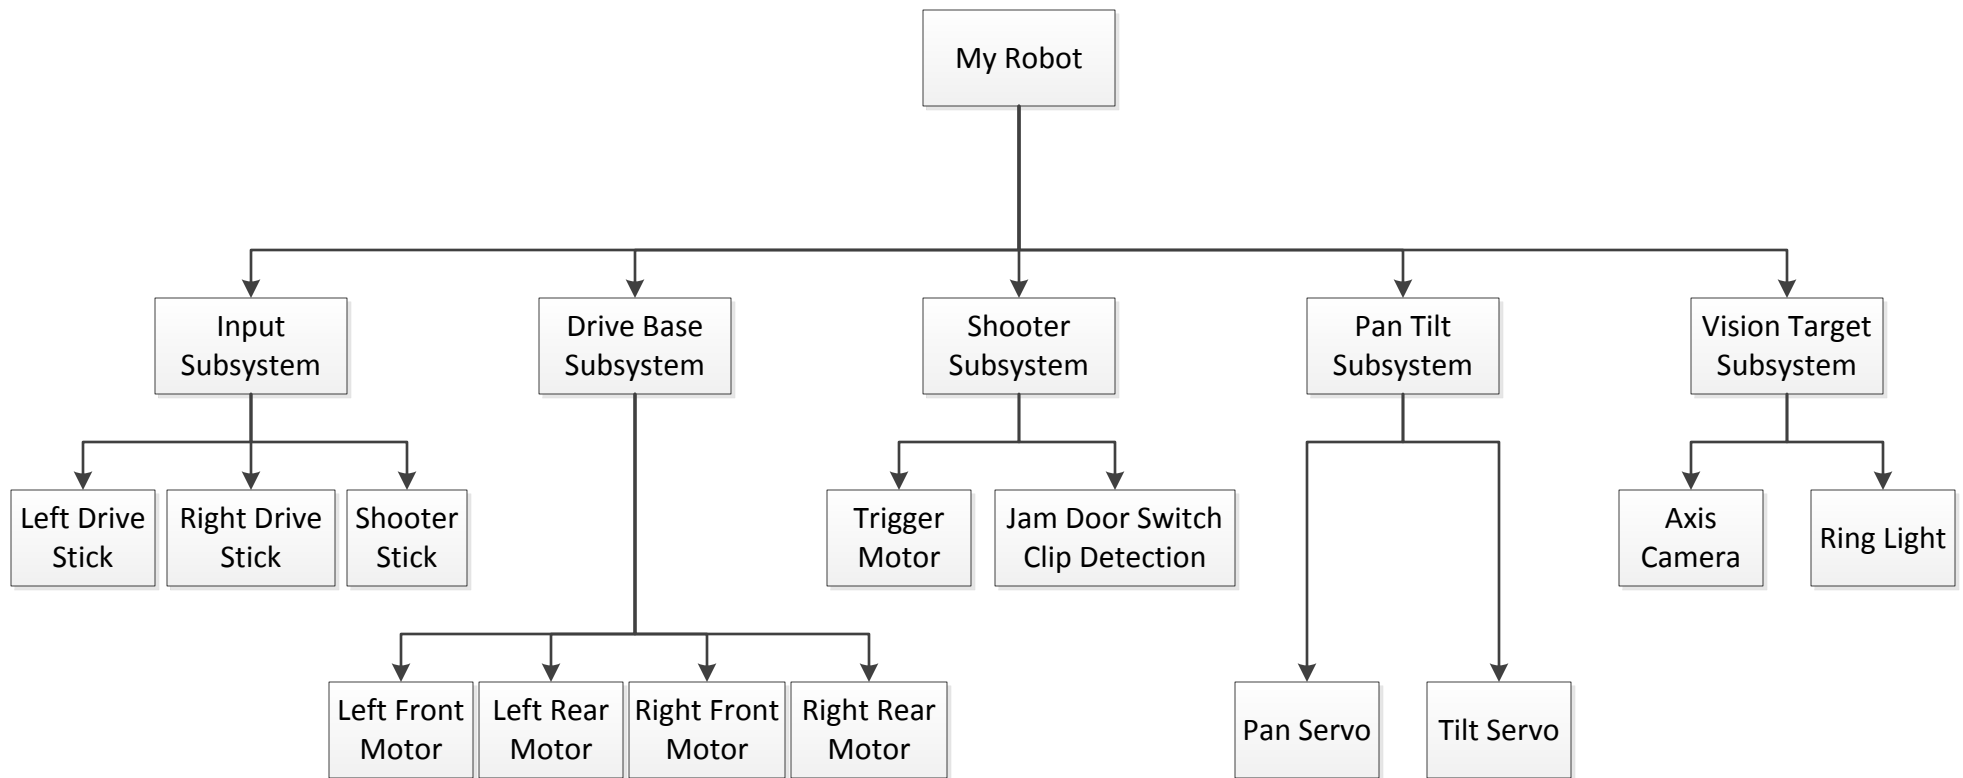 My Robot
Input
Subsystem
Drive Base
Subsystem
Shooter
Subsystem
Pan Tilt
Subsystem
Vision Target
Subsystem
Left Drive
Stick
Right Drive
Stick
Shooter
Stick
Trigger
Motor
Jam Door Switch
Clip Detection
Axis
Camera
Ring Light
Left Front
Motor
Left Rear
Motor
Right Front
Motor
Right Rear
Motor
Pan Servo
Tilt Servo